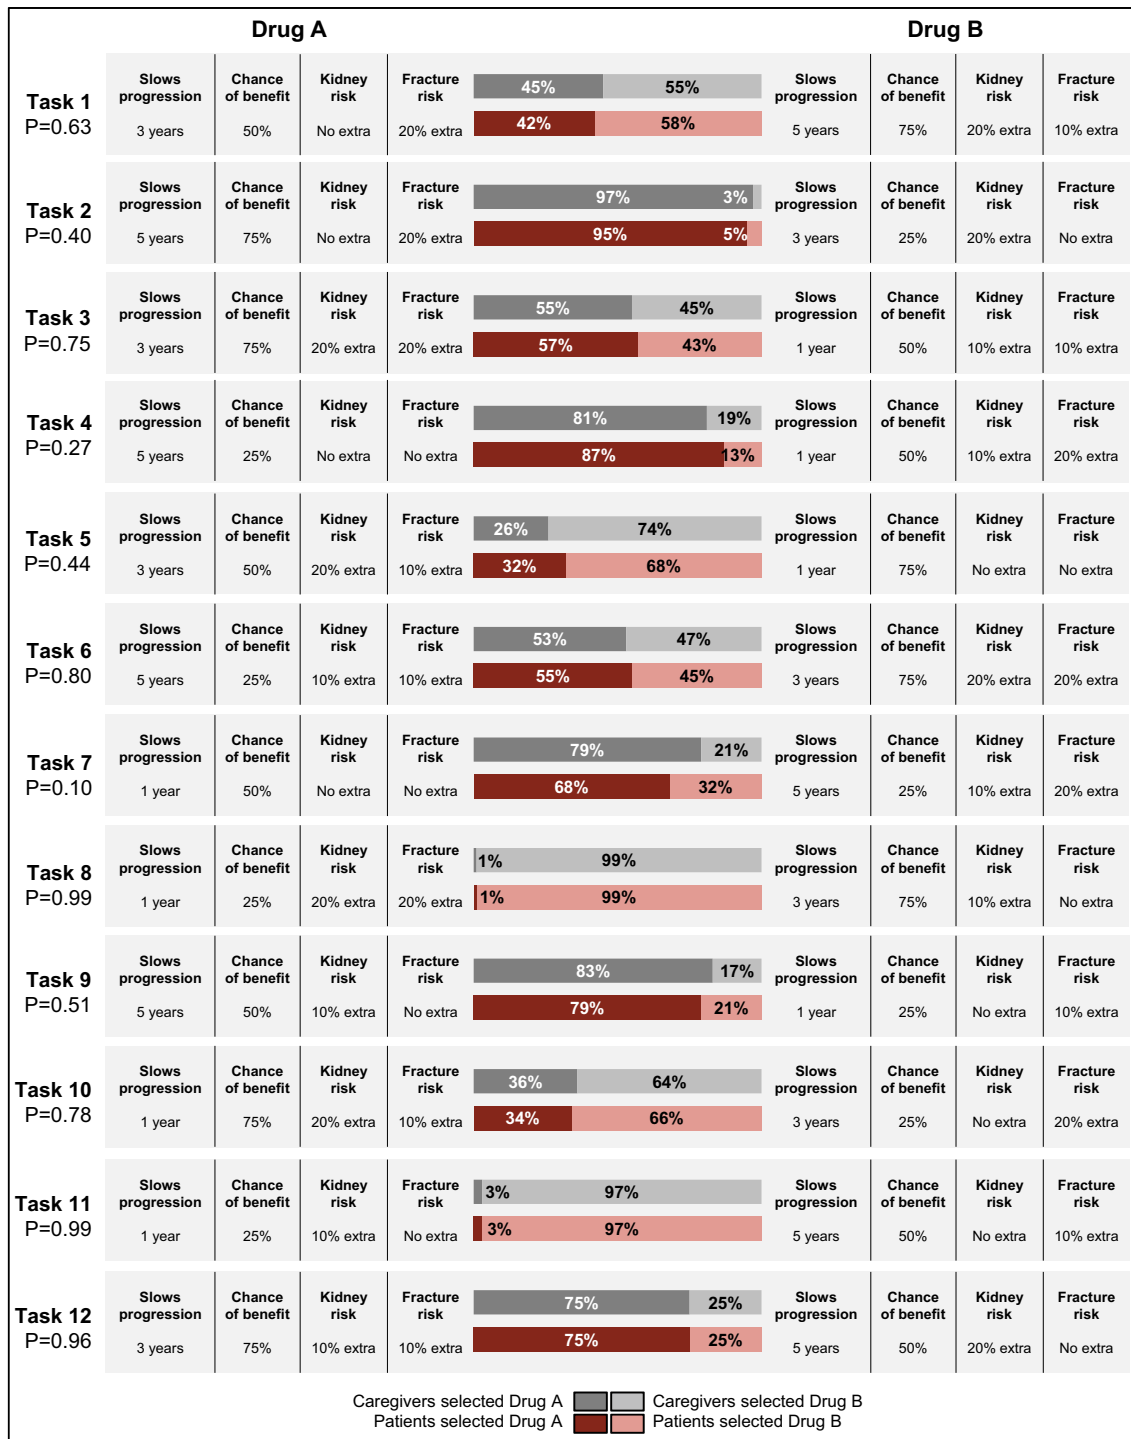 Drug A Drug B
Task 1
P=0.63
Slows progression Chance of benefit Kidney risk Fracture risk 45% 55% Slows progression Chance of benefit Kidney risk Fracture risk
3 years 50% No extra 20% extra 42% 58% 5 years 75% 20% extra 10% extra
Task 2
P=0.40
Slows progression Chance of benefit Kidney risk Fracture risk 97% 3% Slows progression Chance of benefit Kidney risk Fracture risk
5 years 75% No extra 20% extra 95% 5% 3 years 25% 20% extra No extra
Task 3
P=0.75
Slows progression Chance of benefit Kidney risk Fracture risk 55% 45% Slows progression Chance of benefit Kidney risk Fracture risk
3 years 75% 20% extra 20% extra 57% 43% 1 year 50% 10% extra 10% extra
Task 4
P=0.27
Slows progression Chance of benefit Kidney risk Fracture risk 81% 19% Slows progression Chance of benefit Kidney risk Fracture risk
5 years 25% No extra No extra 87% 13% 1 year 50% 10% extra 20% extra
Task 5
P=0.44
Slows progression Chance of benefit Kidney risk Fracture risk 26% 74% Slows progression Chance of benefit Kidney risk Fracture risk
3 years 50% 20% extra 10% extra 32% 68% 1 year 75% No extra No extra
Task 6
P=0.80
Slows progression Chance of benefit Kidney risk Fracture risk 53% 47% Slows progression Chance of benefit Kidney risk Fracture risk
5 years 25% 10% extra 10% extra 55% 45% 3 years 75% 20% extra 20% extra
Task 7
P=0.10
Slows progression Chance of benefit Kidney risk Fracture risk 79% 21% Slows progression Chance of benefit Kidney risk Fracture risk
1 year 50% No extra No extra 68% 32% 5 years 25% 10% extra 20% extra
Task 8
P=0.99
Slows progression Chance of benefit Kidney risk Fracture risk 1% 99% Slows progression Chance of benefit Kidney risk Fracture risk
1 year 25% 20% extra 20% extra 1% 99% 3 years 75% 10% extra No extra
Task 9
P=0.51
Slows progression Chance of benefit Kidney risk Fracture risk 83% 17% Slows progression Chance of benefit Kidney risk Fracture risk
5 years 50% 10% extra No extra 79% 21% 1 year 25% No extra 10% extra
Task 10
P=0.78
Slows progression Chance of benefit Kidney risk Fracture risk 36% 64% Slows progression Chance of benefit Kidney risk Fracture risk
1 year 75% 20% extra 10% extra 34% 66% 3 years 25% No extra 20% extra
Task 11
P=0.99
Slows progression Chance of benefit Kidney risk Fracture risk 3% 97% Slows progression Chance of benefit Kidney risk Fracture risk
1 year 25% 10% extra No extra 3% 97% 5 years 50% No extra 10% extra
Task 12
P=0.96
Slows progression Chance of benefit Kidney risk Fracture risk 75% 25% Slows progression Chance of benefit Kidney risk Fracture risk
3 years 75% 10% extra 10% extra 75% 25% 5 years 50% 20% extra No extra
Caregivers selected Drug A Caregivers selected Drug B
Patients selected Drug A Patients selected Drug B